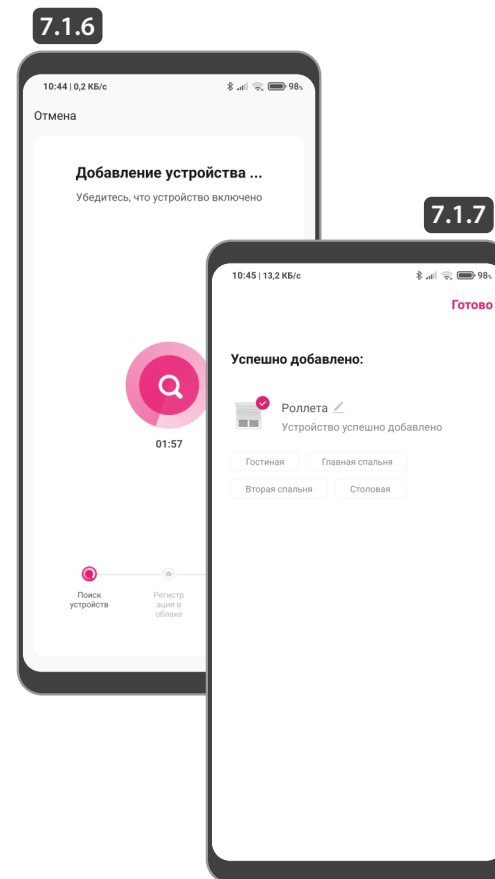 7.1.6
10:44 | 0,2 КБ/с
98%
Отмена
Добавление устройства ...
Убедитесь, что устройство включено
01:57
Поиск
устройств
Регистр
ация в
облаке
7.1.7
10:45 | 13,2 КБ/с
98%
Готово
Успешно добавлено:
Роллета
Устройство успешно добавлено
Гостиная
Главная спальня
Вторая спальня
Столовая